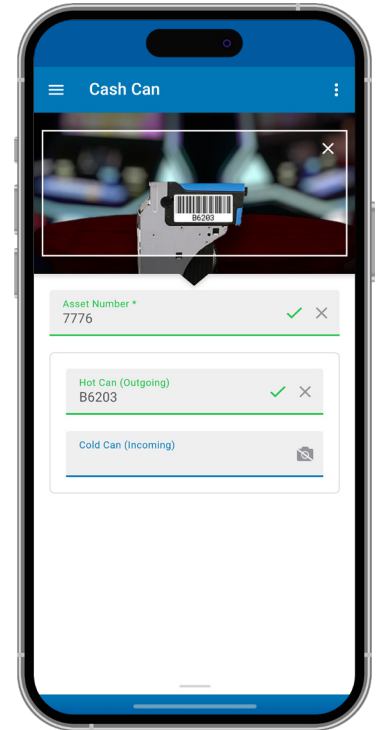 Cash Can
B6203
Asset Number *
7776
Hot Can (Outgoing)
B6203
Cold Can (Incoming)